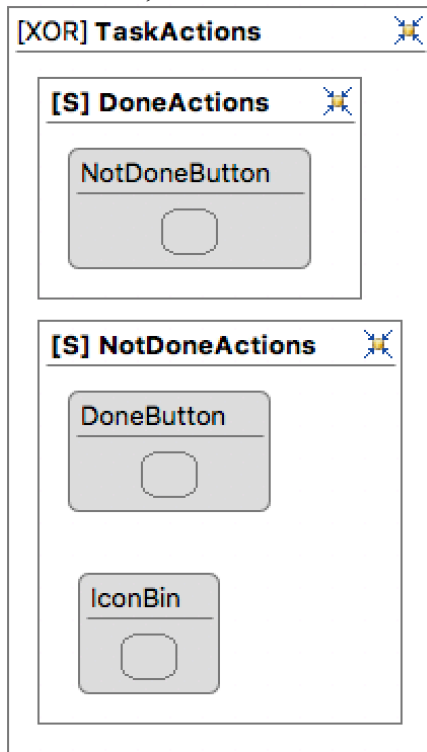 [XOR] TaskActions
[S] DoneActions
NotDoneButton
[S] NotDoneActions
DoneButton
IconBin